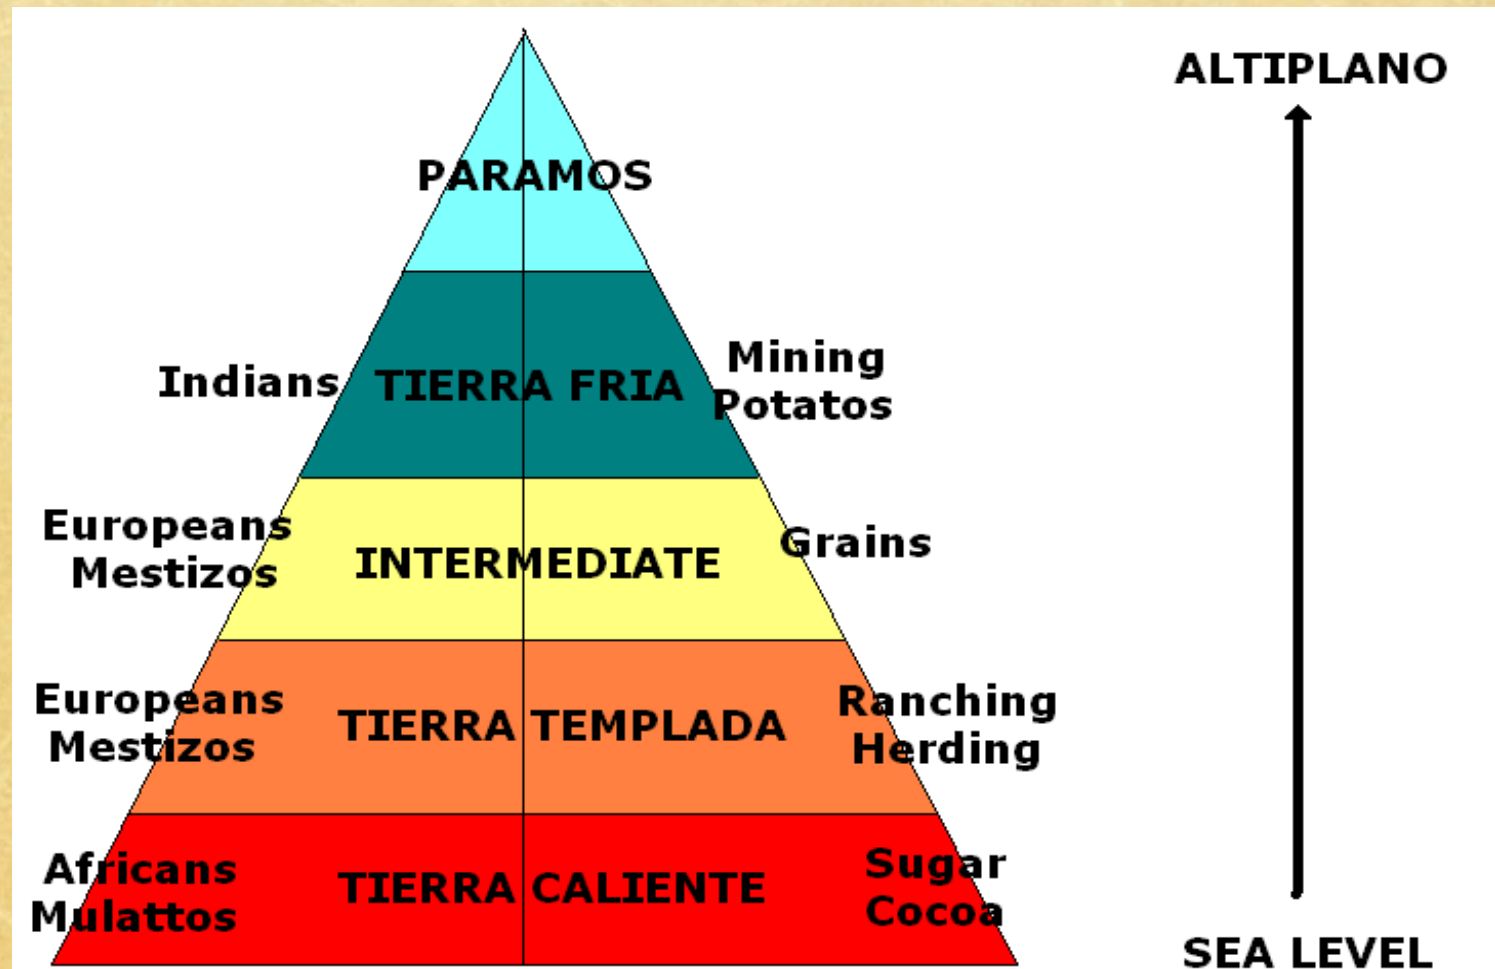 ALTIPLANO
PARAMOS
Indians
TIERRA FRIA
Mining
Potatos
Europeans
Mestizos
INTERMEDIATE
Grains
Europeans
Mestizos
TIERRA TEMPLADA
Ranching
Herding
Africans
Mulattos
TIERRA CALIENTE
Sugar
Cocoa
SEA LEVEL